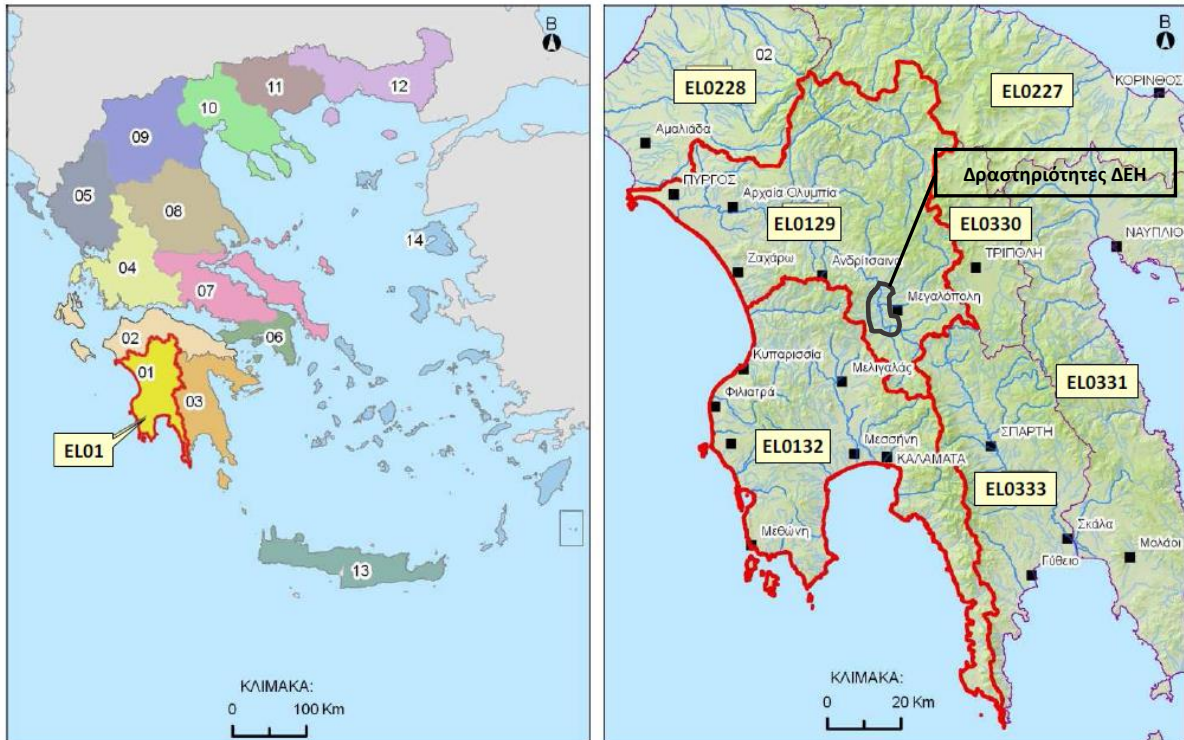 B
12
11
10
09
05
08
14
04
07
06
02
01
03
EL01
13
ΚΛΙΜΑΚΑ:
0 100 Km
B
02
EL0228
EL0227
ΚΟΡΙΝΘΟΣ
Αμαλιάδα
Δραστηριότητες ΔΕΗ
ΠΥΡΓΟΣ
Αρχαία Ολυμπία
EL0129
EL0330
ΝΑΥΠΛΙΟ
Ζαχάρω
Ανδρίτσαινα
ΤΡΙΠΟΛΗ
Μεγαλόπολη
Κυπαρισσία
Μελιγαλάς
EL0331
Φιλιατρά
ΣΠΑΡΤΗ
EL0132
Μεσσήνη
ΚΑΛΑΜΑΤΑ
EL0333
Μεθώνη
Σκάλα
Μολάοι
Γύθειο
ΚΛΙΜΑΚΑ:
0 20 Km